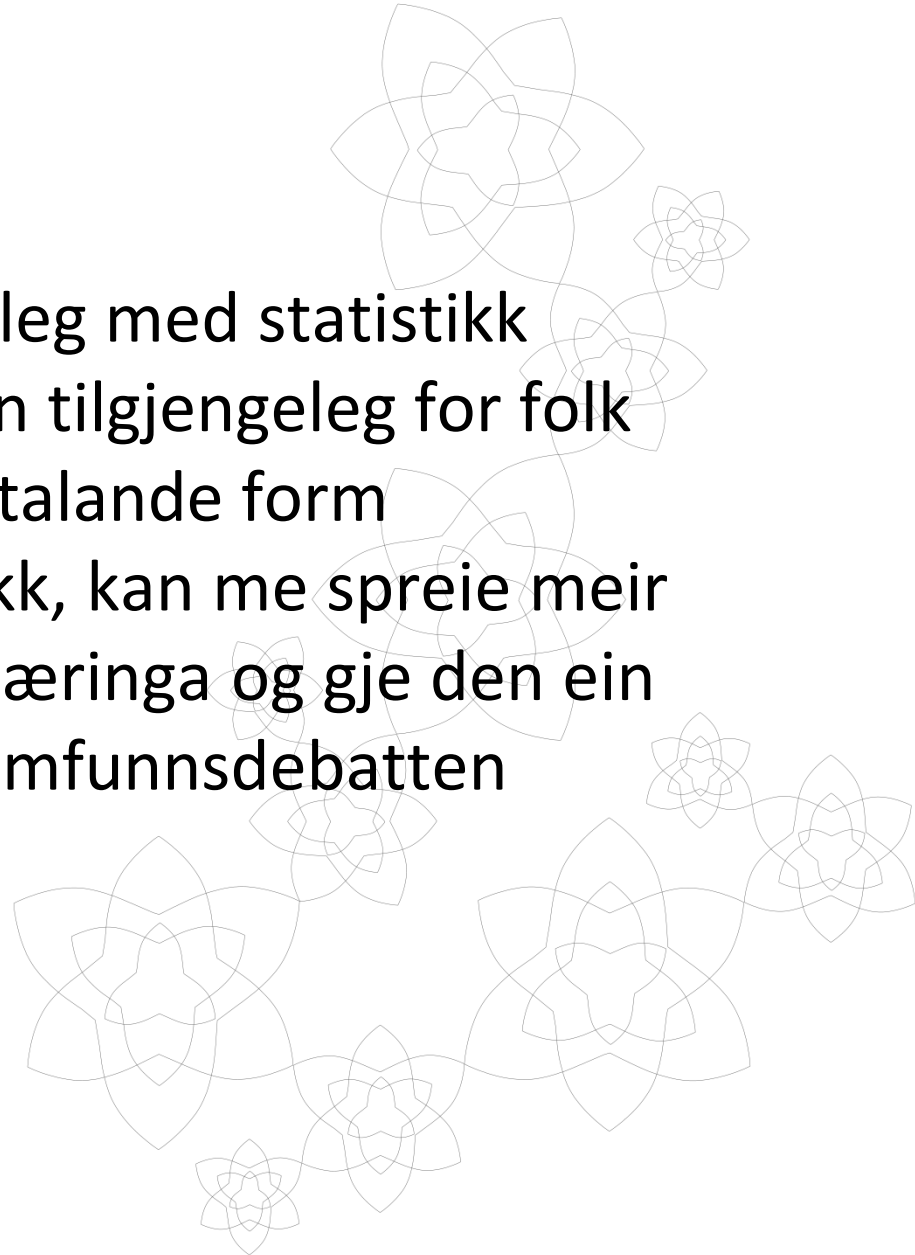 leg med statistikk
n tilgjengeleg for folk
talande form
kk, kan me spreie meir
æringa og gje den ein
mfunnsdebatten